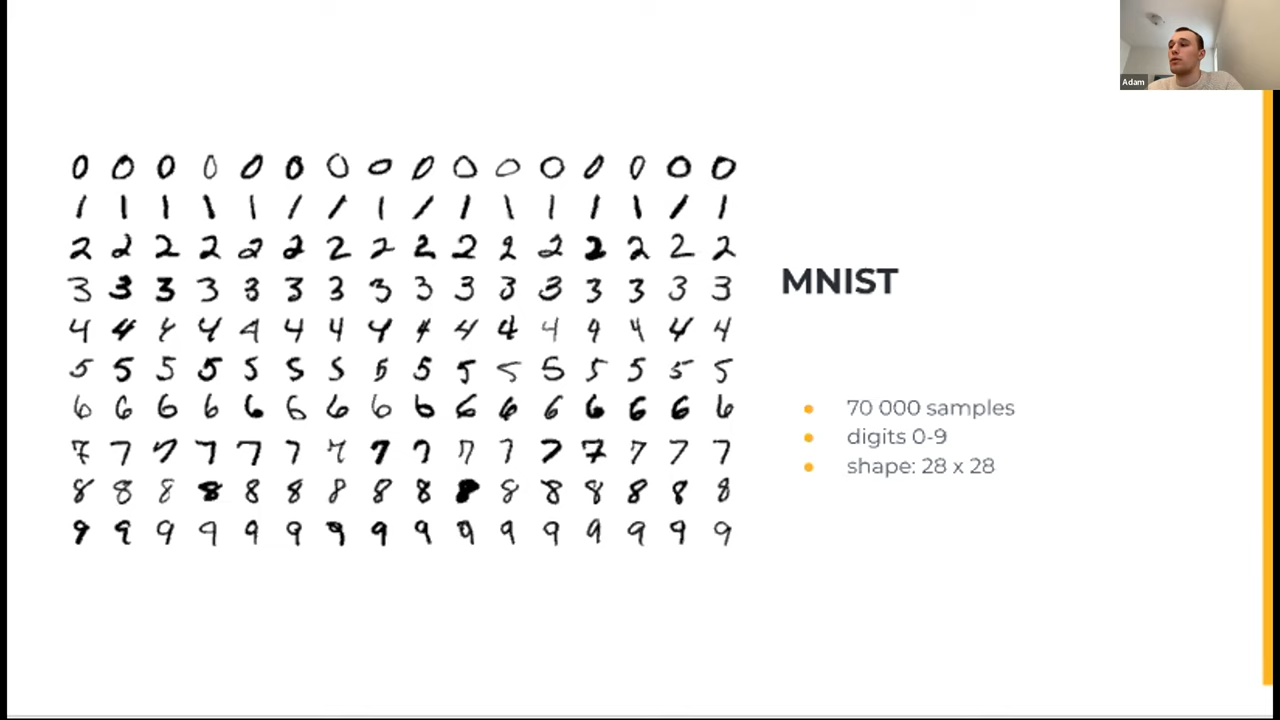 Adam
0 0 0 0 0 0 0 0 0 0 0 0 0 0 0 0
1 1 1 1 1 1 1 1 1 1 1 1 1 1 1 1
2 2 2 2 2 2 2 2 2 2 2 2 2 2 2 2
3 3 3 3 3 3 3 3 3 3 3 3 3 3 3 3
4 4 4 4 4 4 4 4 4 4 4 4 4 4 4 4
5 5 5 5 5 5 5 5 5 5 5 5 5 5 5 5
6 6 6 6 6 6 6 6 6 6 6 6 6 6 6 6
7 7 7 7 7 7 7 7 7 7 7 7 7 7 7 7
8 8 8 8 8 8 8 8 8 8 8 8 8 8 8 8
9 9 9 9 9 9 9 9 9 9 9 9 9 9 9 9
MNIST
70 000 samples
digits 0-9
shape: 28 x 28